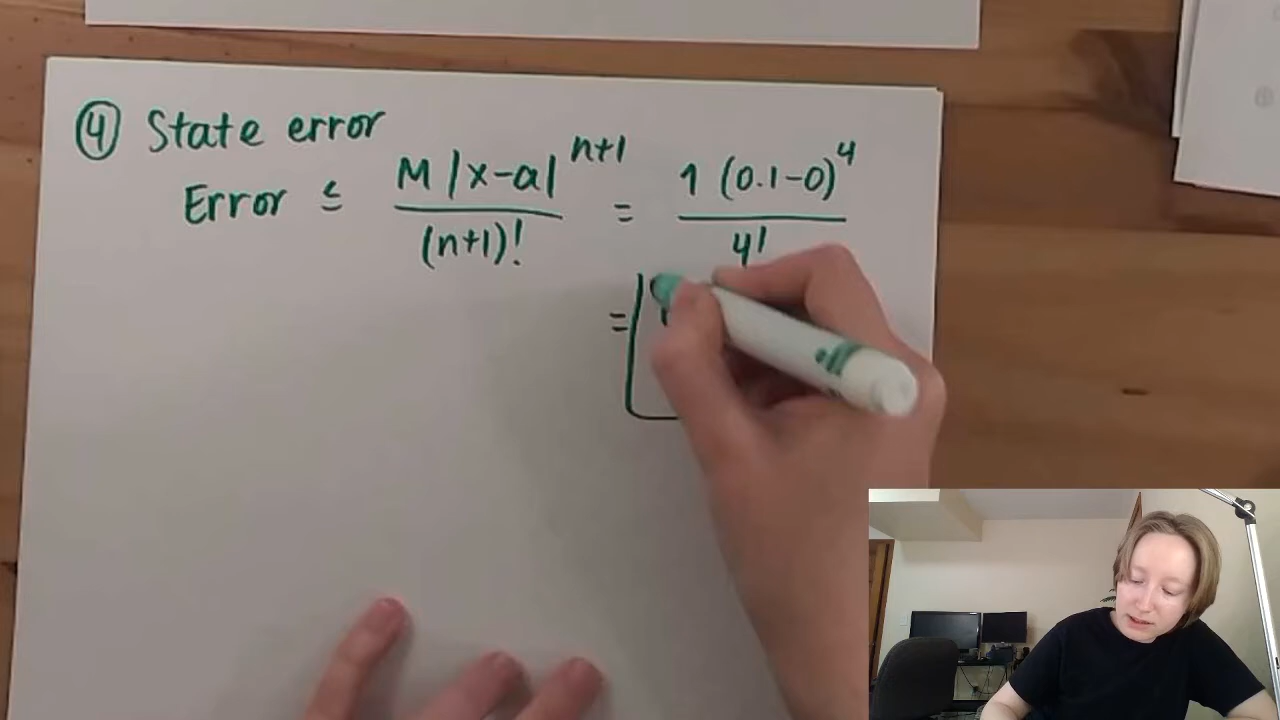 ④ State error
Error ≤ M |x-a|^{n+1} / (n+1)! = 1 (0.1-0)^4 / 4!
=